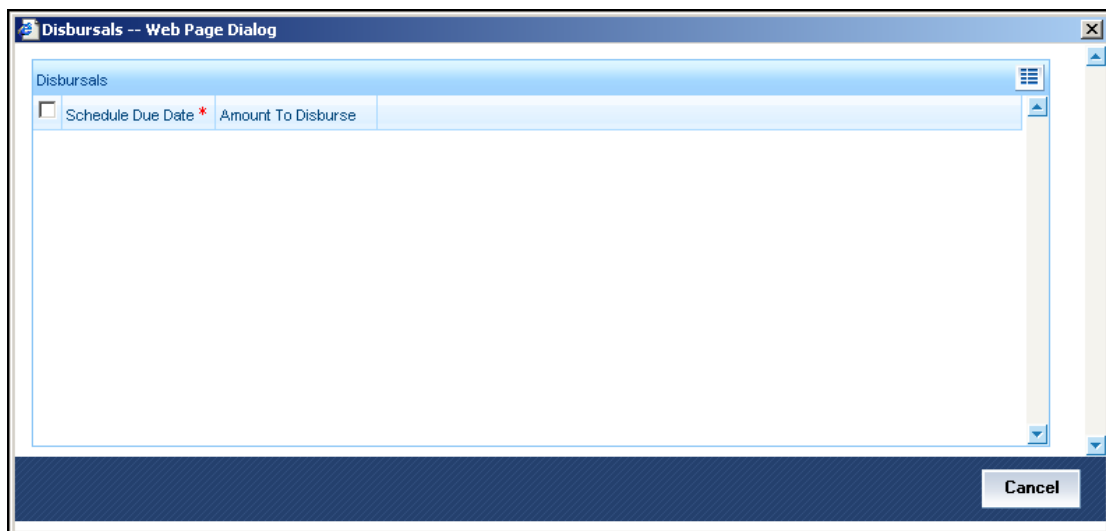 Disbursals -- Web Page Dialog
Disbursals
Schedule Due Date * Amount To Disburse
Cancel